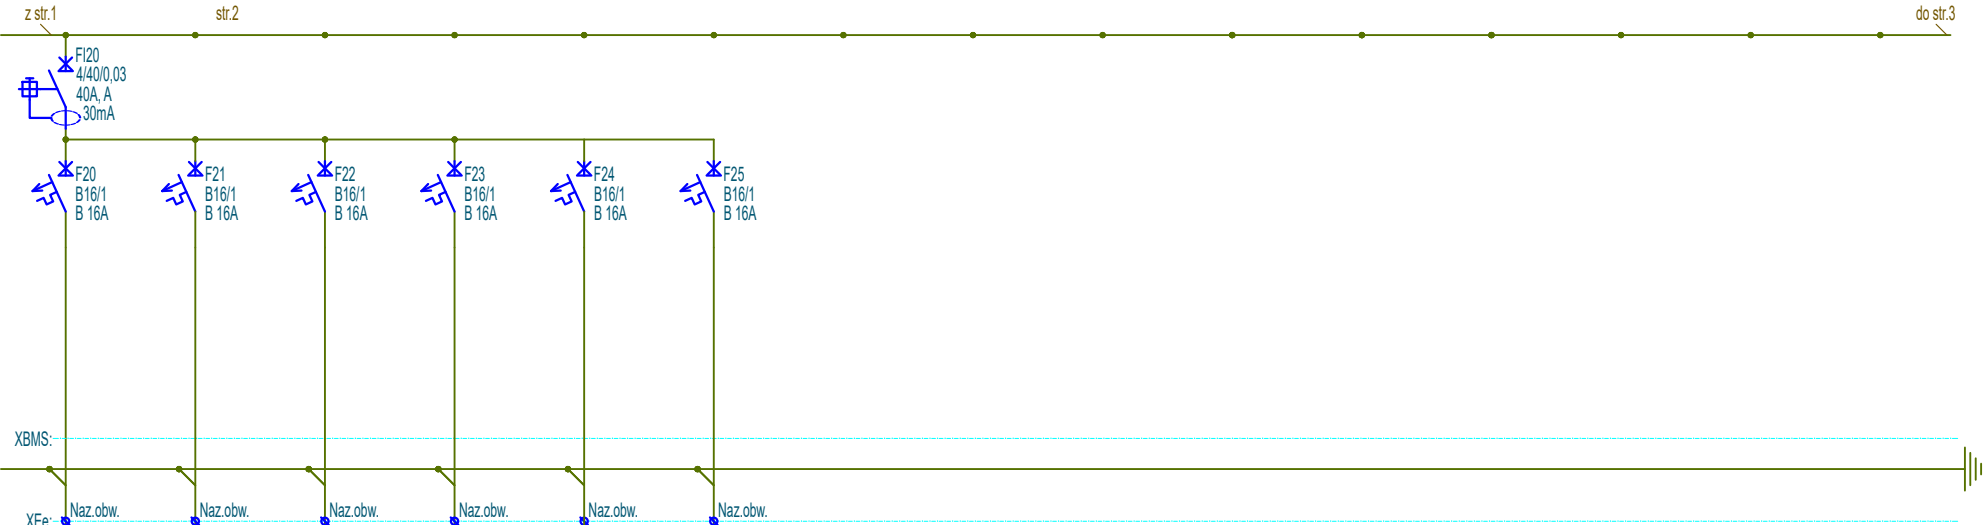 z str.1
str.2
do str.3
FI20
4/40/0,03
40A, A
30mA
F20
B16/1
B 16A
F21
B16/1
B 16A
F22
B16/1
B 16A
F23
B16/1
B 16A
F24
B16/1
B 16A
F25
B16/1
B 16A
XBMS:
Naz.obw.
Naz.obw.
Naz.obw.
Naz.obw.
Naz.obw.
Naz.obw.
XEe: